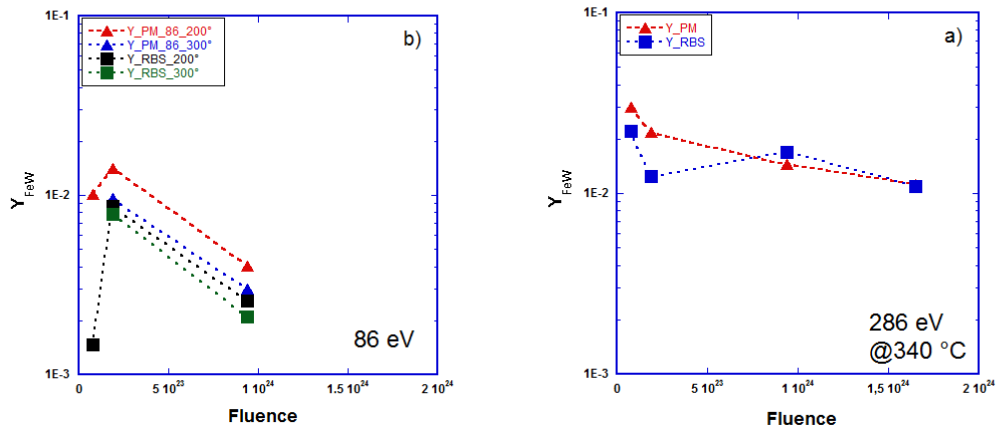 1E-1
Y_PM_86_200°
Y_PM_86_300°
Y_RBS_200°
Y_RBS_300°
b)
1E-2
Y FeW
86 eV
1E-3
0
5 10 23
1 10 24
1,5 10 24
2 10 24
Fluence
1E-1
Y_PM
Y_RBS
a)
1E-2
Y FeW
286 eV
@340 °C
1E-3
0
5 10 23
1 10 24
1,5 10 24
2 10 24
Fluence